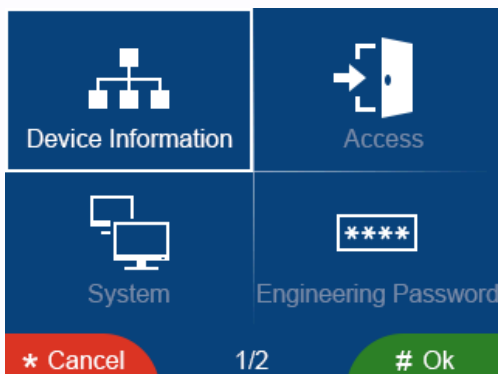 Device Information
Access
System
****
Engineering Password
* Cancel
1/2
# Ok